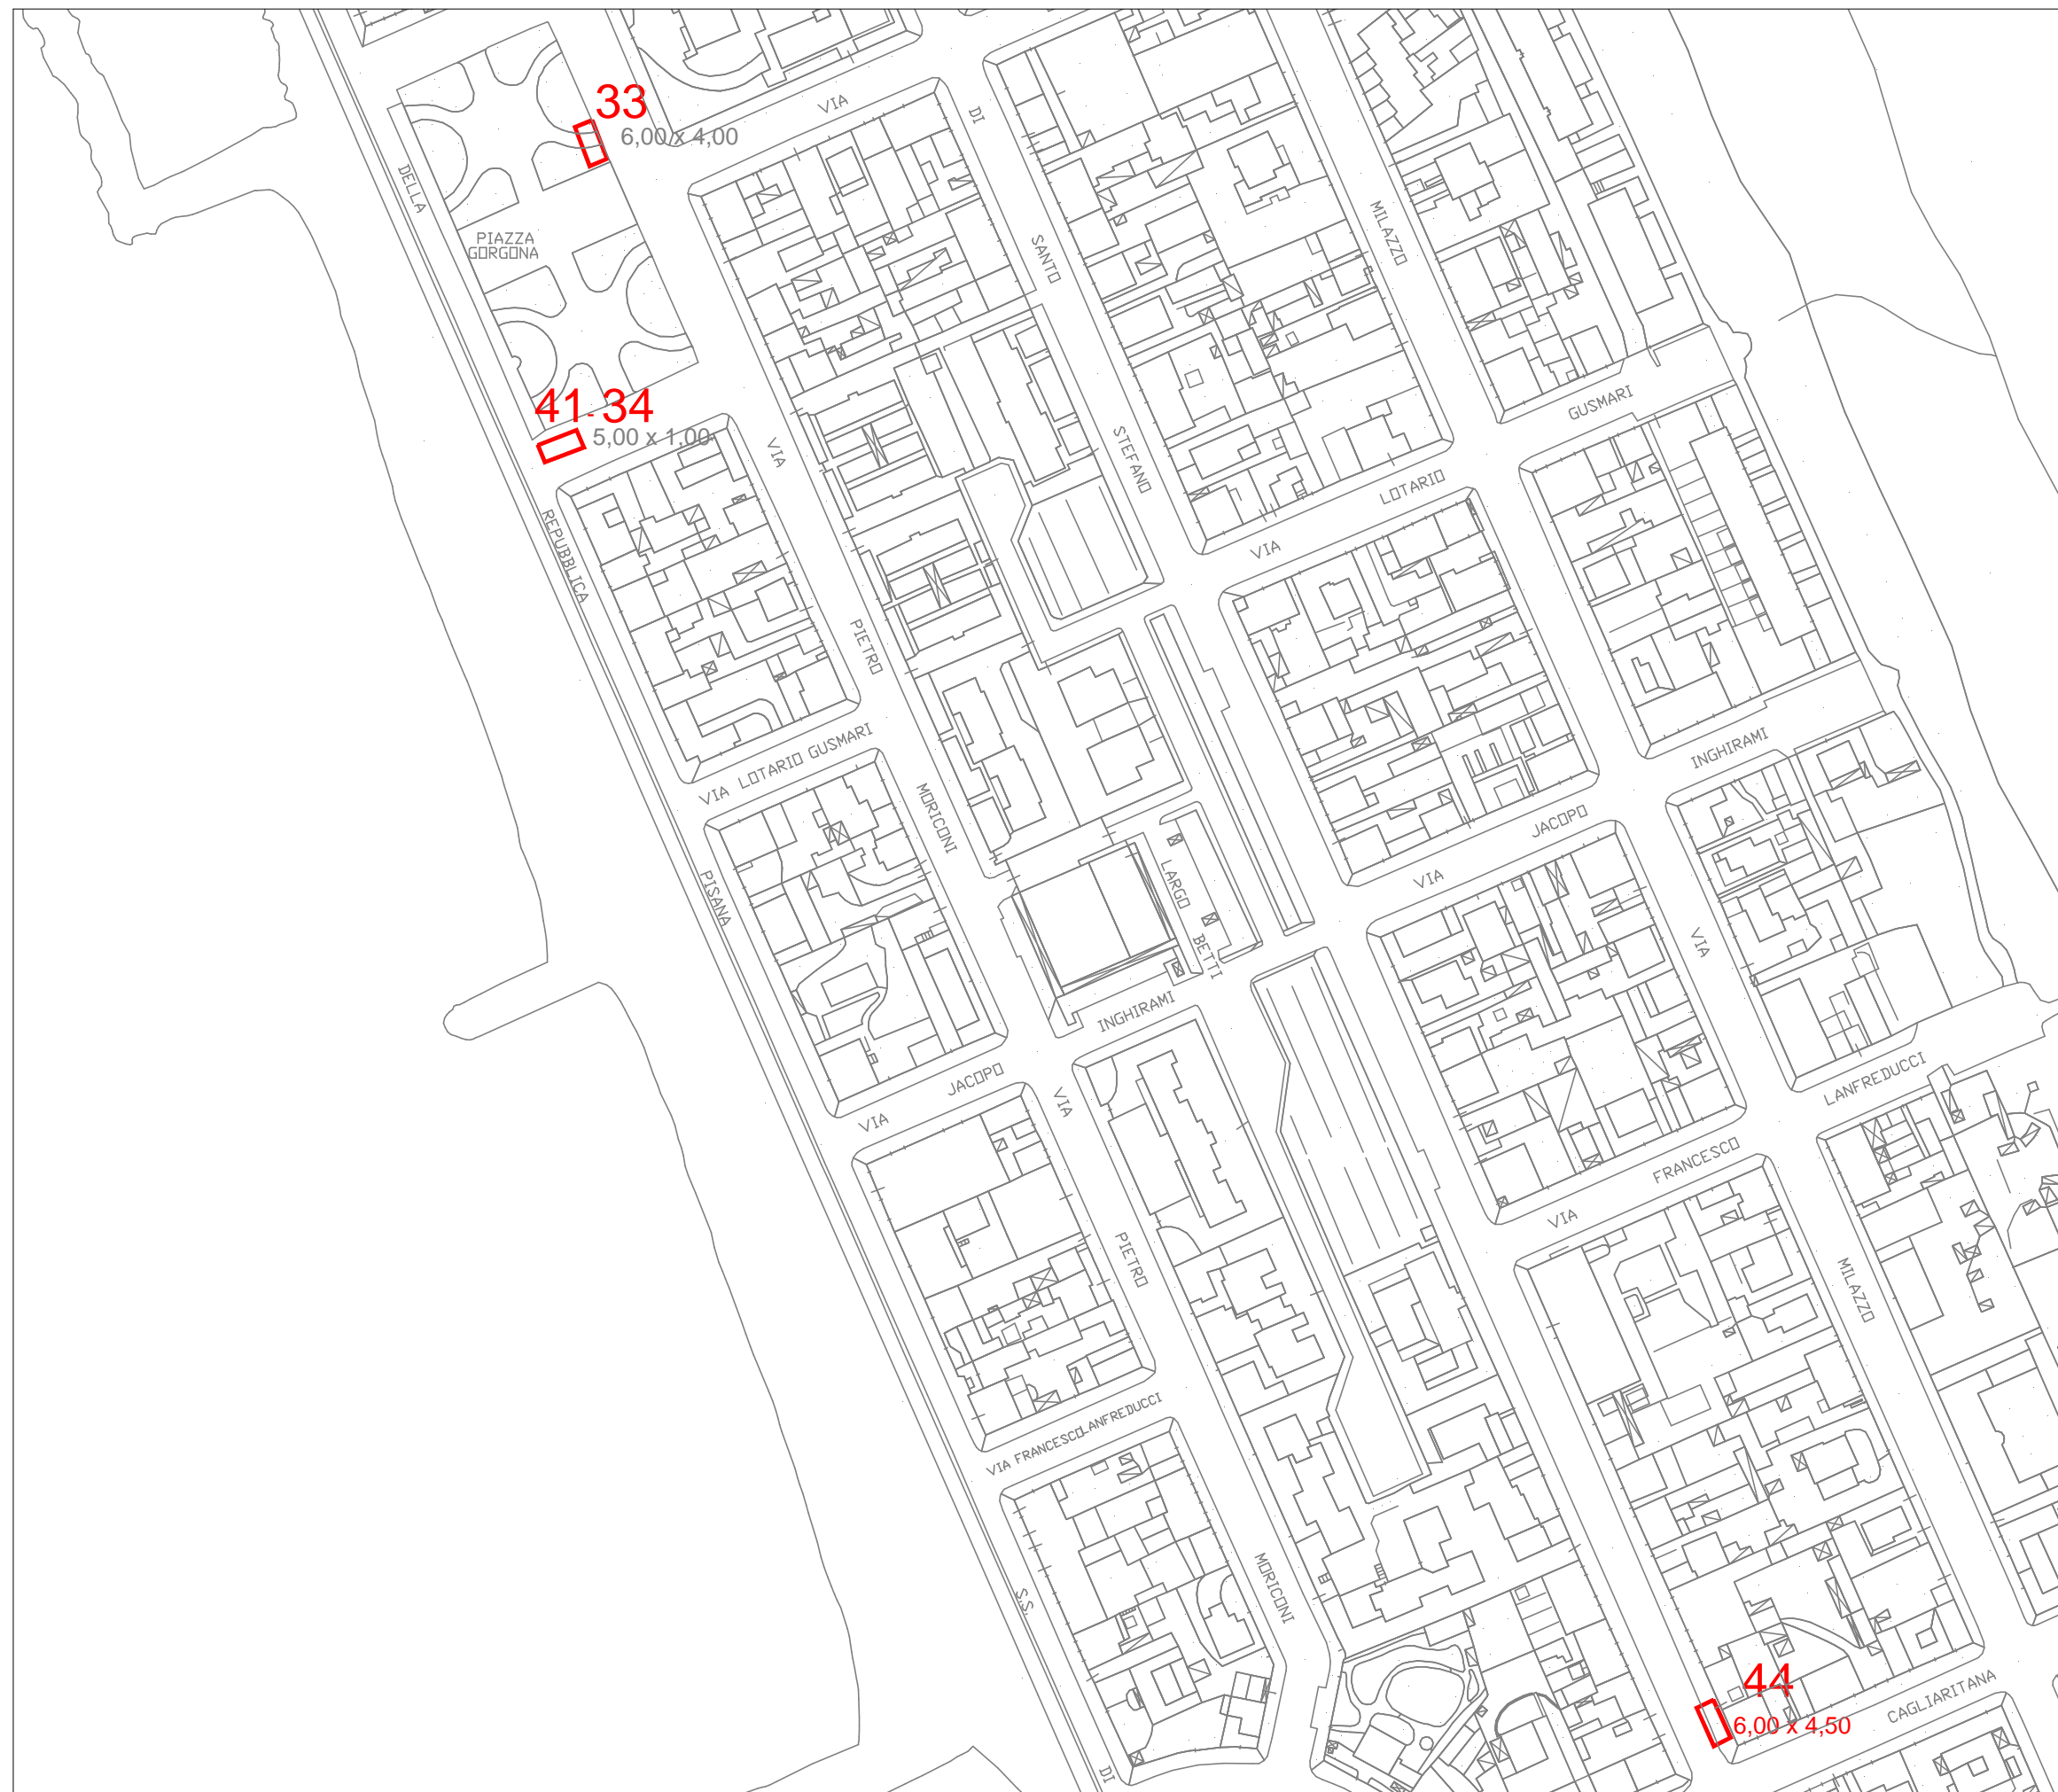 33
6,00 x 4,00
VIA
DI
DELLA
MILAZZO
PIAZZA
GORGONA
SANTO
41-34
5,00 x 1,00
GUSMARI
VIA
STEFANO
LOTARIO
REPUBBLICA
VIA
PIETRO
VIA LOTARIO GUSMARI
INGHIRAMI
MORICONI
JACOPO
PISANA
LARGO
VIA
BETTI
VIA
INGHIRAMI
JACOPO
LANFREDUCCI
VIA
VIA
FRANCESCO
VIA
PIETRO
MILAZZO
VIA FRANCESCO LANFREDUCCI
MORICONI
S.S.
44
CAGLIARITANA
6,00 x 4,50
DI